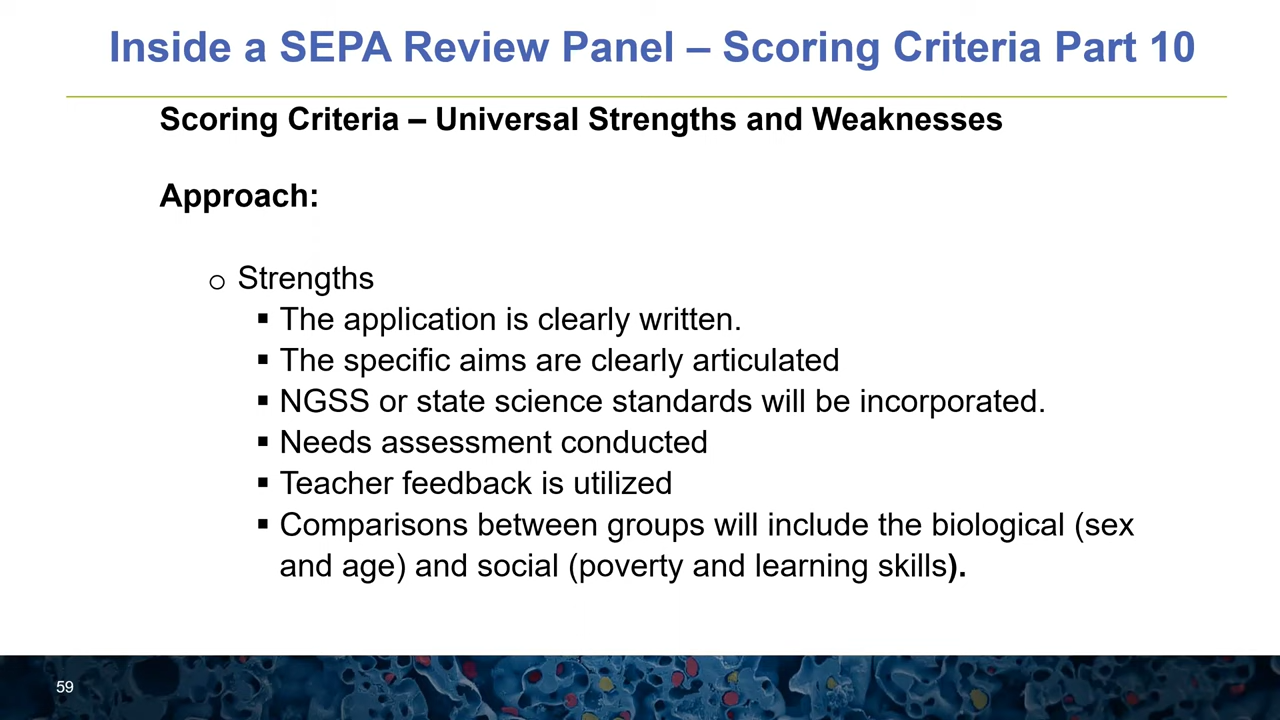 Inside a SEPA Review Panel – Scoring Criteria Part 10
Scoring Criteria – Universal Strengths and Weaknesses
Approach:
o Strengths
▪ The application is clearly written.
▪ The specific aims are clearly articulated
▪ NGSS or state science standards will be incorporated.
▪ Needs assessment conducted
▪ Teacher feedback is utilized
▪ Comparisons between groups will include the biological (sex
and age) and social (poverty and learning skills).
59